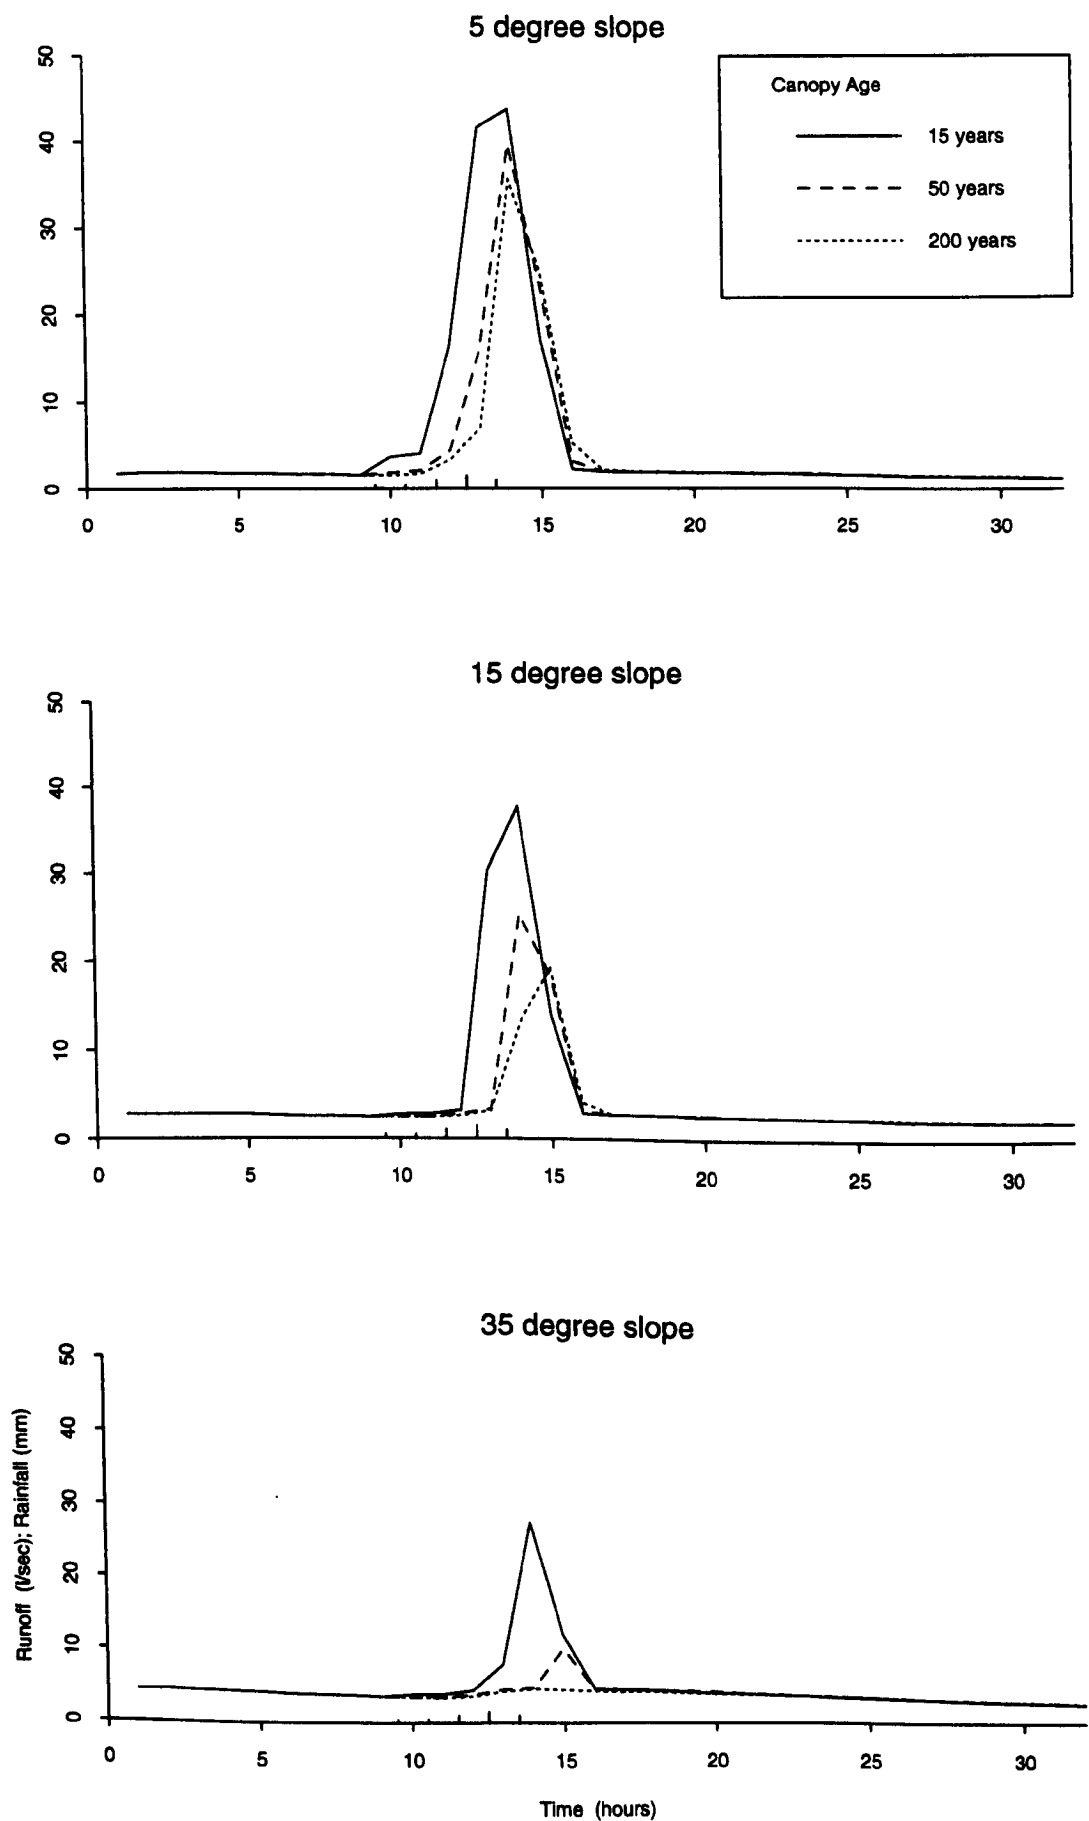 5 degree slope
Canopy Age
15 years
50 years
200 years
50
40
30
20
10
0
0 5 10 15 20 25 30
15 degree slope
50
40
30
20
10
0
0 5 10 15 20 25 30
35 degree slope
50
40
30
20
10
0
Runoff (l/sec); Rainfall (mm)
0 5 10 15 20 25 30
Time (hours)